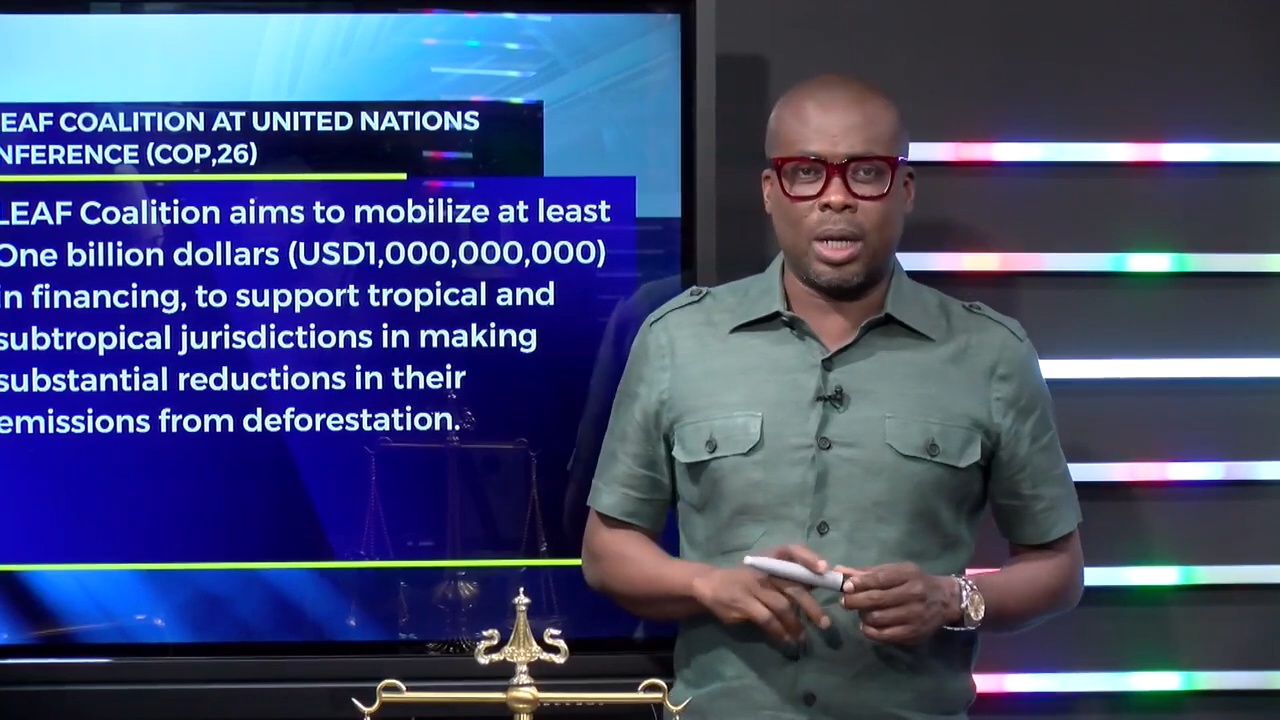 EAF COALITION AT UNITED NATIONS
NFERENCE (COP,26)
LEAF Coalition aims to mobilize at least
One billion dollars (USD1,000,000,000)
in financing, to support tropical and
subtropical jurisdictions in making
substantial reductions in their
emissions from deforestation.